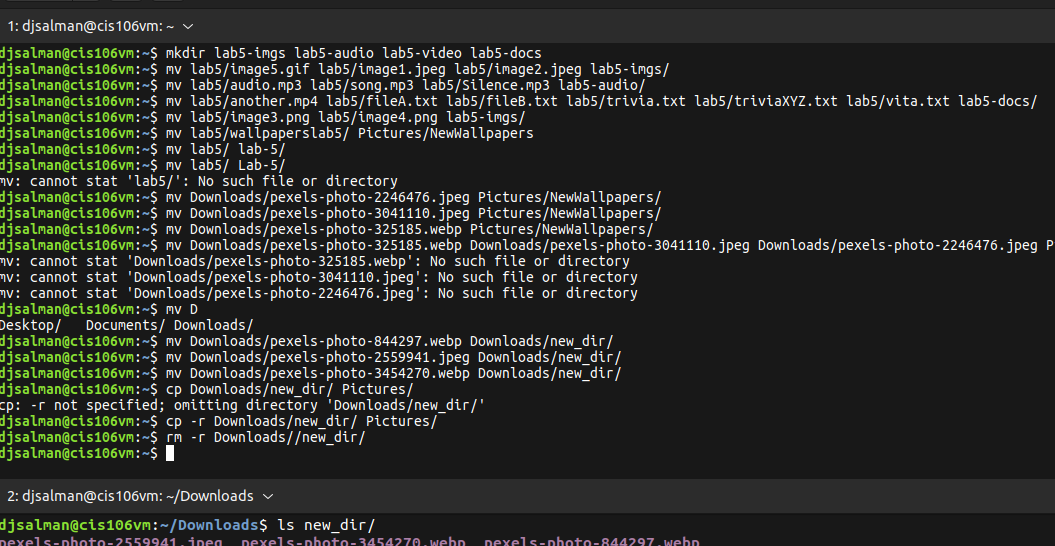 1: djsalman@cis106vm: ~
djsalman@cis106vm:~$ mkdir lab5-imgs lab5-audio lab5-video lab5-docs
djsalman@cis106vm:~$ mv lab5/image5.gif lab5/image1.jpeg lab5/image2.jpeg lab5-imgs/
djsalman@cis106vm:~$ mv lab5/audio.mp3 lab5/song.mp3 lab5/Silence.mp3 lab5-audio/
djsalman@cis106vm:~$ mv lab5/another.mp4 lab5/fileA.txt lab5/fileB.txt lab5/trivia.txt lab5/triviaXYZ.txt lab5/vita.txt lab5-docs/
djsalman@cis106vm:~$ mv lab5/image3.png lab5/image4.png lab5-imgs/
djsalman@cis106vm:~$ mv lab5/wallpaperslab5/ Pictures/NewWallpapers
djsalman@cis106vm:~$ mv lab5/ lab-5/
djsalman@cis106vm:~$ mv lab5/ Lab-5/
mv: cannot stat 'lab5/': No such file or directory
djsalman@cis106vm:~$ mv Downloads/pexels-photo-2246476.jpeg Pictures/NewWallpapers/
djsalman@cis106vm:~$ mv Downloads/pexels-photo-3041110.jpeg Pictures/NewWallpapers/
djsalman@cis106vm:~$ mv Downloads/pexels-photo-325185.webp Pictures/NewWallpapers/
djsalman@cis106vm:~$ mv Downloads/pexels-photo-325185.webp Downloads/pexels-photo-3041110.jpeg Downloads/pexels-photo-2246476.jpeg P
mv: cannot stat 'Downloads/pexels-photo-325185.webp': No such file or directory
mv: cannot stat 'Downloads/pexels-photo-3041110.jpeg': No such file or directory
mv: cannot stat 'Downloads/pexels-photo-2246476.jpeg': No such file or directory
djsalman@cis106vm:~$ mv D
Desktop/   Documents/ Downloads/
djsalman@cis106vm:~$ mv Downloads/pexels-photo-844297.webp Downloads/new_dir/
djsalman@cis106vm:~$ mv Downloads/pexels-photo-2559941.jpeg Downloads/new_dir/
djsalman@cis106vm:~$ mv Downloads/pexels-photo-3454270.webp Downloads/new_dir/
djsalman@cis106vm:~$ cp Downloads/new_dir/ Pictures/
cp: -r not specified; omitting directory 'Downloads/new_dir/'
djsalman@cis106vm:~$ cp -r Downloads/new_dir/ Pictures/
djsalman@cis106vm:~$ rm -r Downloads//new_dir/
djsalman@cis106vm:~$
2: djsalman@cis106vm: ~/Downloads
djsalman@cis106vm:~/Downloads$ ls new_dir/
pexels-photo-2559941.jpeg  pexels-photo-3454270.webp  pexels-photo-844297.webp